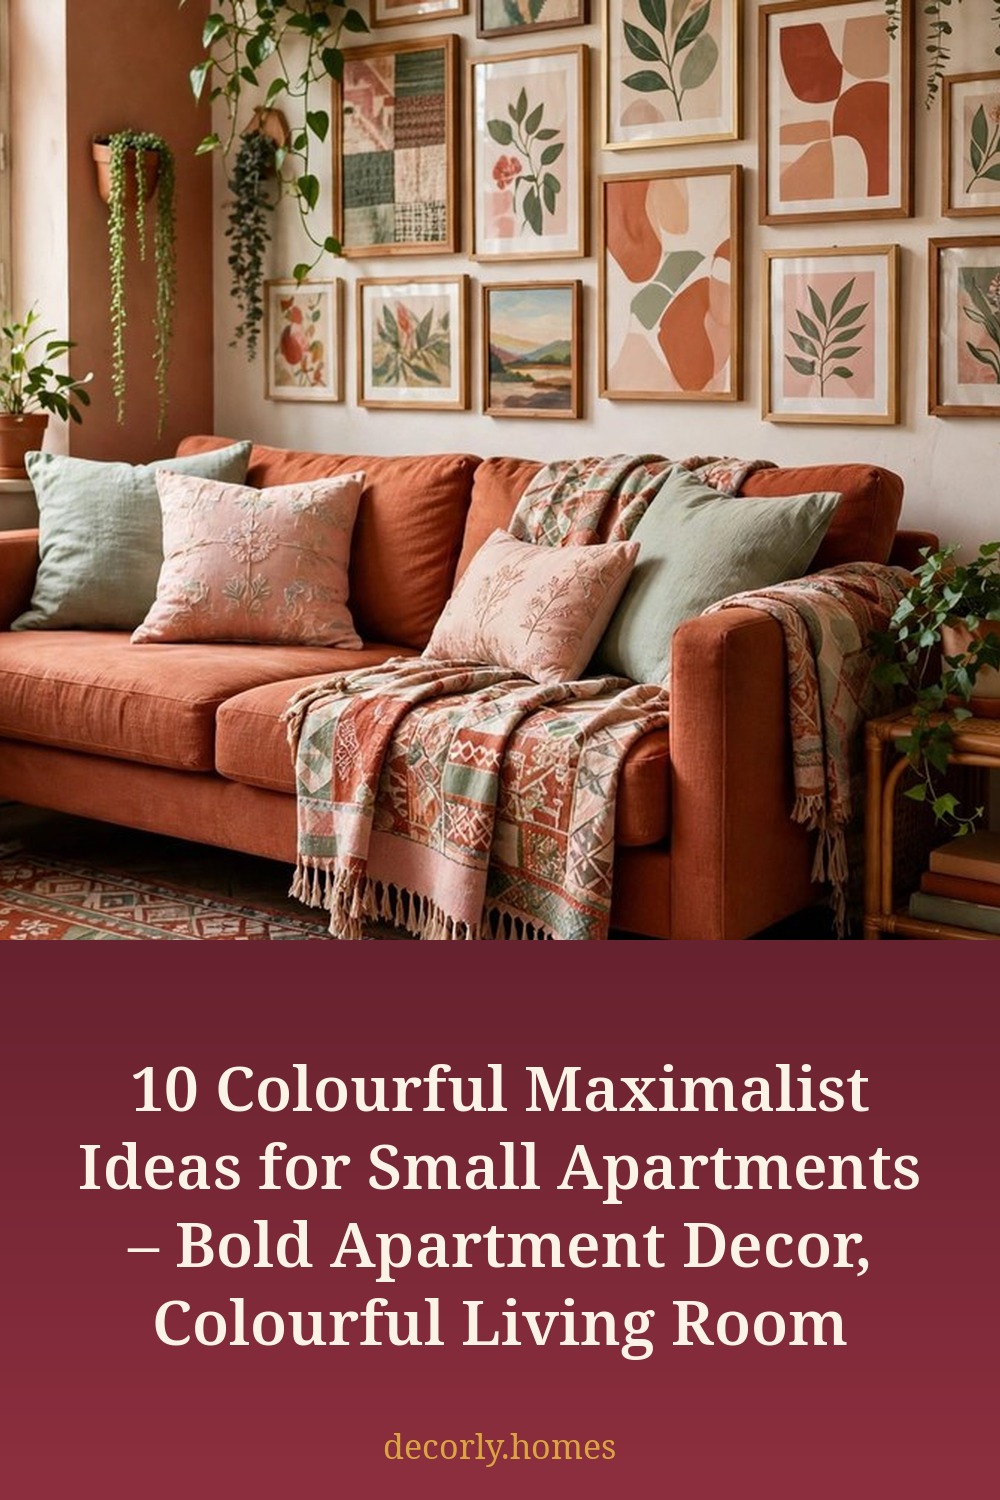 10 Colourful Maximalist
Ideas for Small Apartments
– Bold Apartment Decor,
Colourful Living Room
decorly.homes